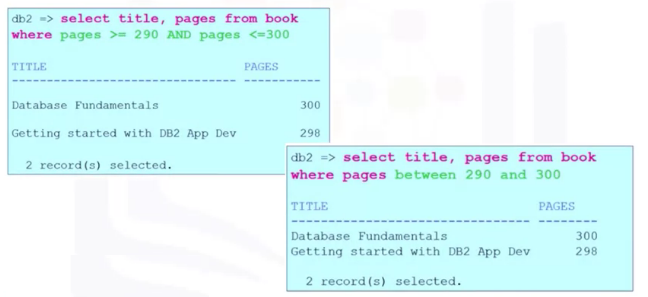 db2 => select title, pages from book
where pages >= 290 AND pages <=300
TITLE PAGES
-------------------------------- -----------
Database Fundamentals 300
Getting started with DB2 App Dev 298
2 record(s) selected.
db2 => select title, pages from book
where pages between 290 and 300
TITLE PAGES
-------------------------------- --------
Database Fundamentals 300
Getting started with DB2 App Dev 298
2 record(s) selected.